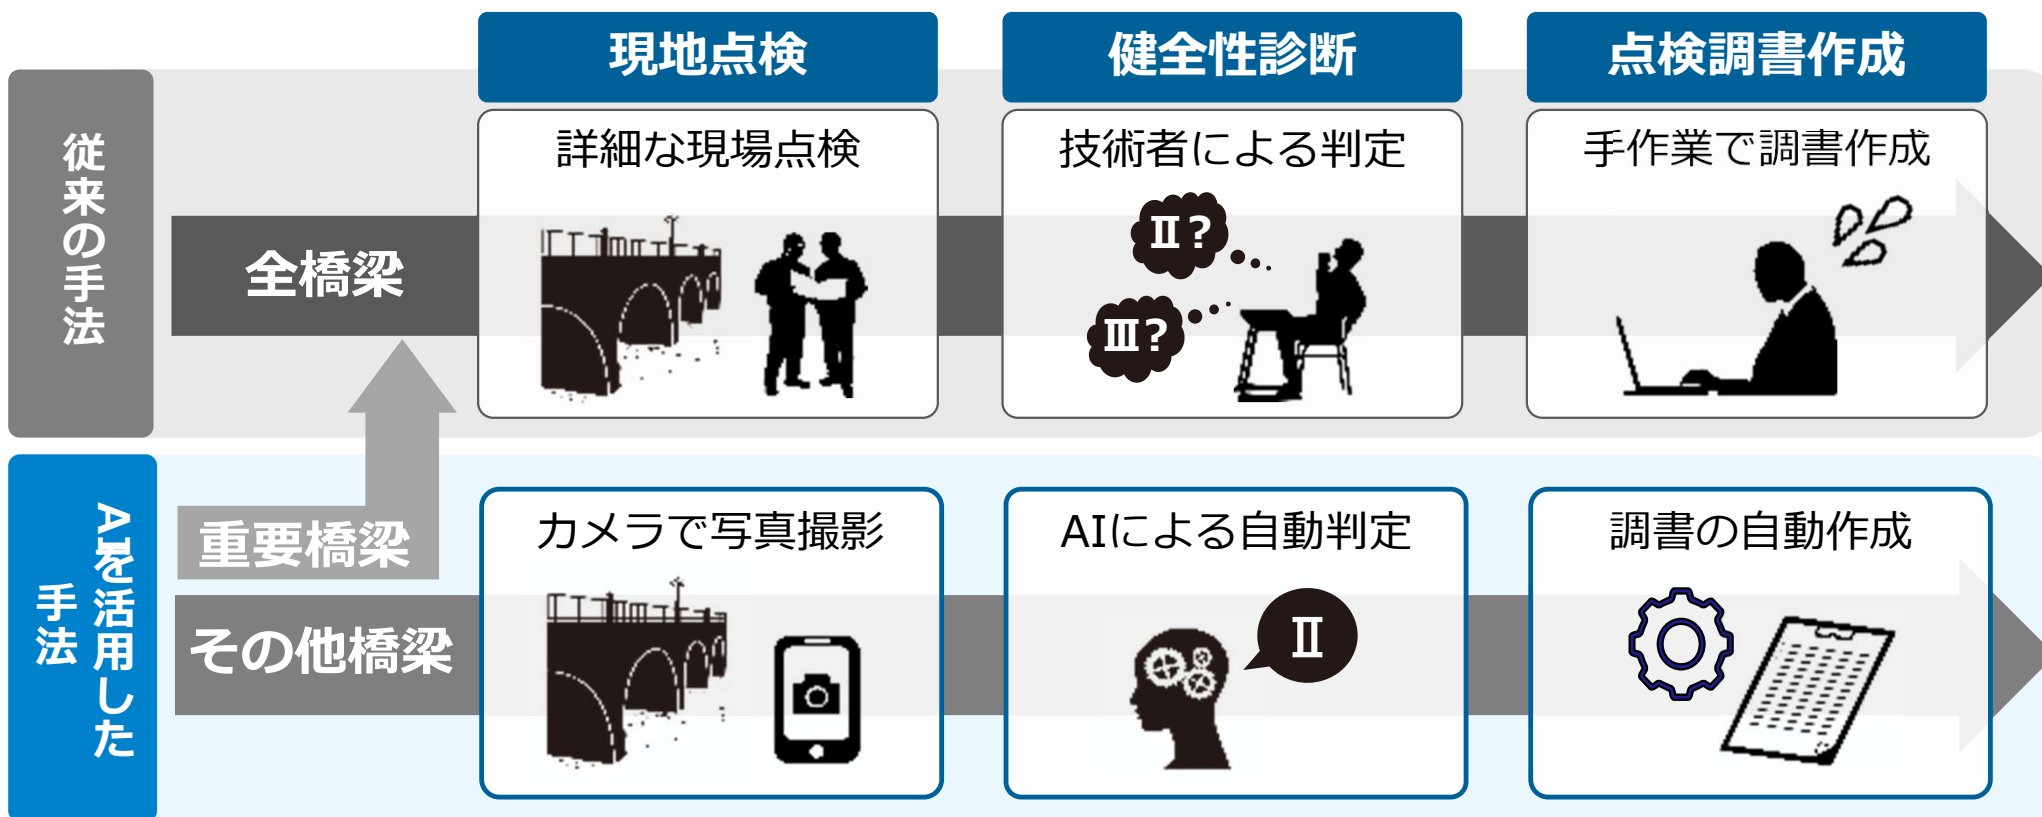 現地点検
健全性診断
点検調書作成
従来の手法
全橋梁
詳細な現場点検
技術者による判定
Ⅱ?
Ⅲ?
手作業で調書作成
AIを活用した
手法
重要橋梁
その他橋梁
カメラで写真撮影
AIによる自動判定
Ⅱ
調書の自動作成